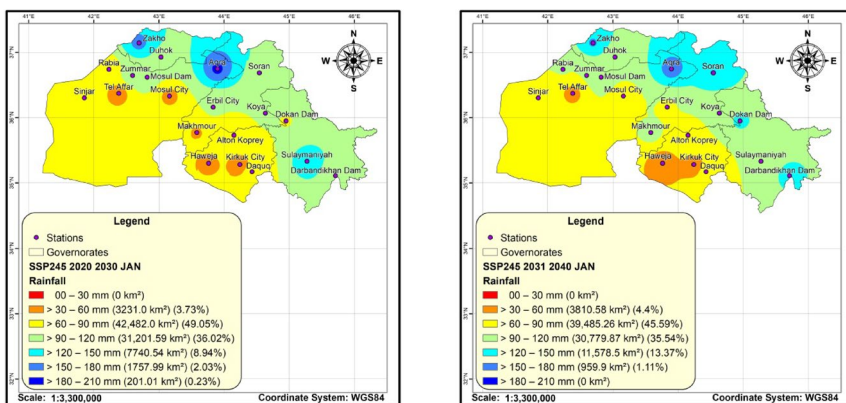 42°E 43°E 44°E 45°E 46°E
37°N
36°N
35°N
34°N
33°N
32°N
N
W E
S
Zakho
Duhok
Aqra
Rabia
Zummar
Mosul Dam
Soran
Sinjar
Tel Affar
Mosul City
Erbil City
Koya
Dokan Dam
Makhmour
Alton Koprey
Haweja
Kirkuk City
Daquq
Sulaymaniyah
Darbandikhan Dam
Legend
Stations
Governorates
SSP245 2020 2030 JAN
Rainfall
00 – 30 mm (0 km²)
> 30 – 60 mm (3231.0 km²) (3.73%)
> 60 – 90 mm (42,482.0 km²) (49.05%)
> 90 – 120 mm (31,201.59 km²) (36.02%)
> 120 – 150 mm (7740.54 km²) (8.94%)
> 150 – 180 mm (1757.99 km²) (2.03%)
> 180 – 210 mm (201.01 km²) (0.23%)
Scale: 1:3,300,000 Coordinate System: WGS84
42°E 43°E 44°E 45°E 46°E
37°N
36°N
35°N
34°N
33°N
32°N
N
W E
S
Zakho
Duhok
Aqra
Rabia
Zummar
Mosul Dam
Soran
Sinjar
Tel Affar
Mosul City
Erbil City
Koya
Dokan Dam
Makhmour
Alton Koprey
Haweja
Kirkuk City
Daquq
Sulaymaniyah
Darbandikhan Dam
Legend
Stations
Governorates
SSP245 2031 2040 JAN
Rainfall
00 – 30 mm (0 km²)
> 30 – 60 mm (3810.58 km²) (4.4%)
> 60 – 90 mm (39,485.26 km²) (45.59%)
> 90 – 120 mm (30,779.87 km²) (35.54%)
> 120 – 150 mm (11,578.5 km²) (13.37%)
> 150 – 180 mm (959.9 km²) (1.11%)
> 180 – 210 mm (0 km²)
Scale: 1:3,300,000 Coordinate System: WGS84